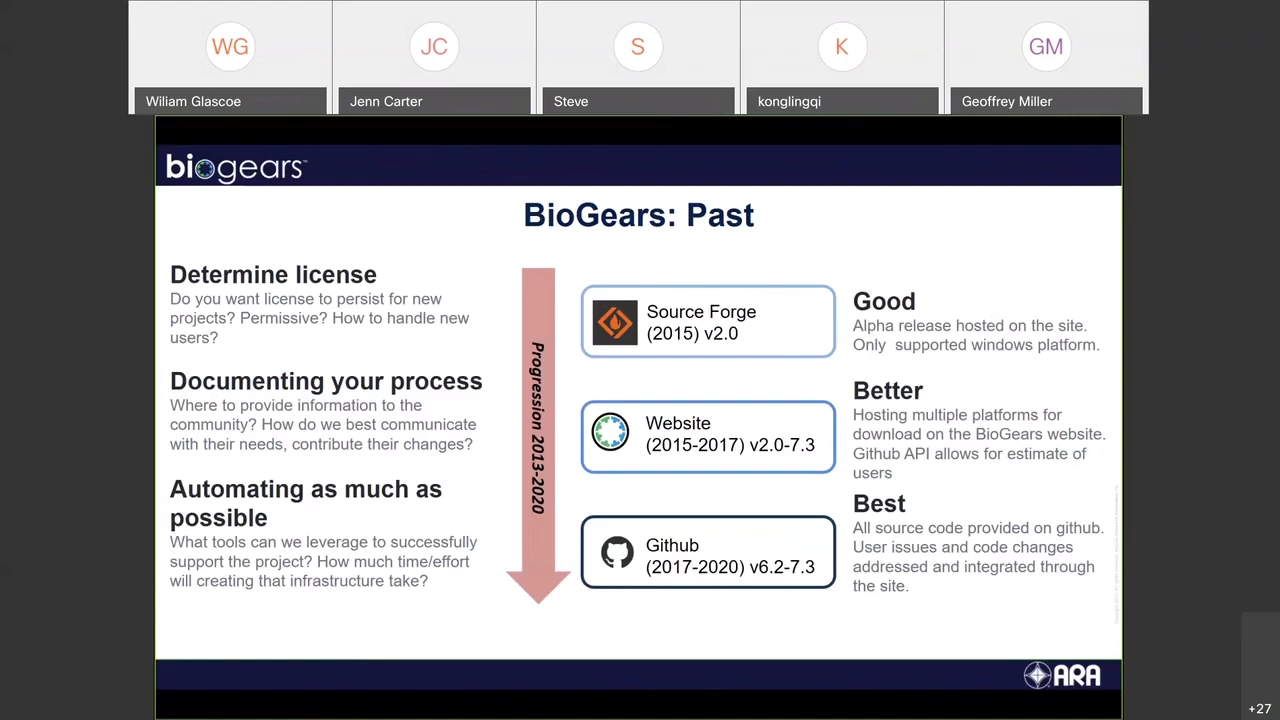 WG
JC
S
K
GM
Wiliam Glascoe
Jenn Carter
Steve
konglingqi
Geoffrey Miller
biogears™
BioGears: Past
Determine license
Do you want license to persist for new
projects? Permissive? How to handle new
users?
Documenting your process
Where to provide information to the
community? How do we best communicate
with their needs, contribute their changes?
Automating as much as
possible
What tools can we leverage to successfully
support the project? How much time/effort
will creating that infrastructure take?
Progression 2013-2020
Source Forge
(2015) v2.0
Website
(2015-2017) v2.0-7.3
Github
(2017-2020) v6.2-7.3
Good
Alpha release hosted on the site.
Only supported windows platform.
Better
Hosting multiple platforms for
download on the BioGears website.
Github API allows for estimate of
users
Best
All source code provided on github.
User issues and code changes
addressed and integrated through
the site.
ARA
+27